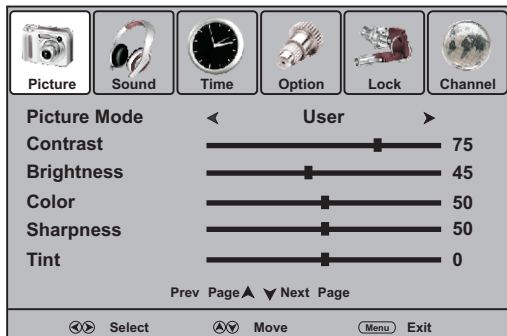 Picture Sound Time Option Lock Channel
Picture Mode User
Contrast 75
Brightness 45
Color 50
Sharpness 50
Tint 0
Prev Page Next Page
Select Move Menu Exit